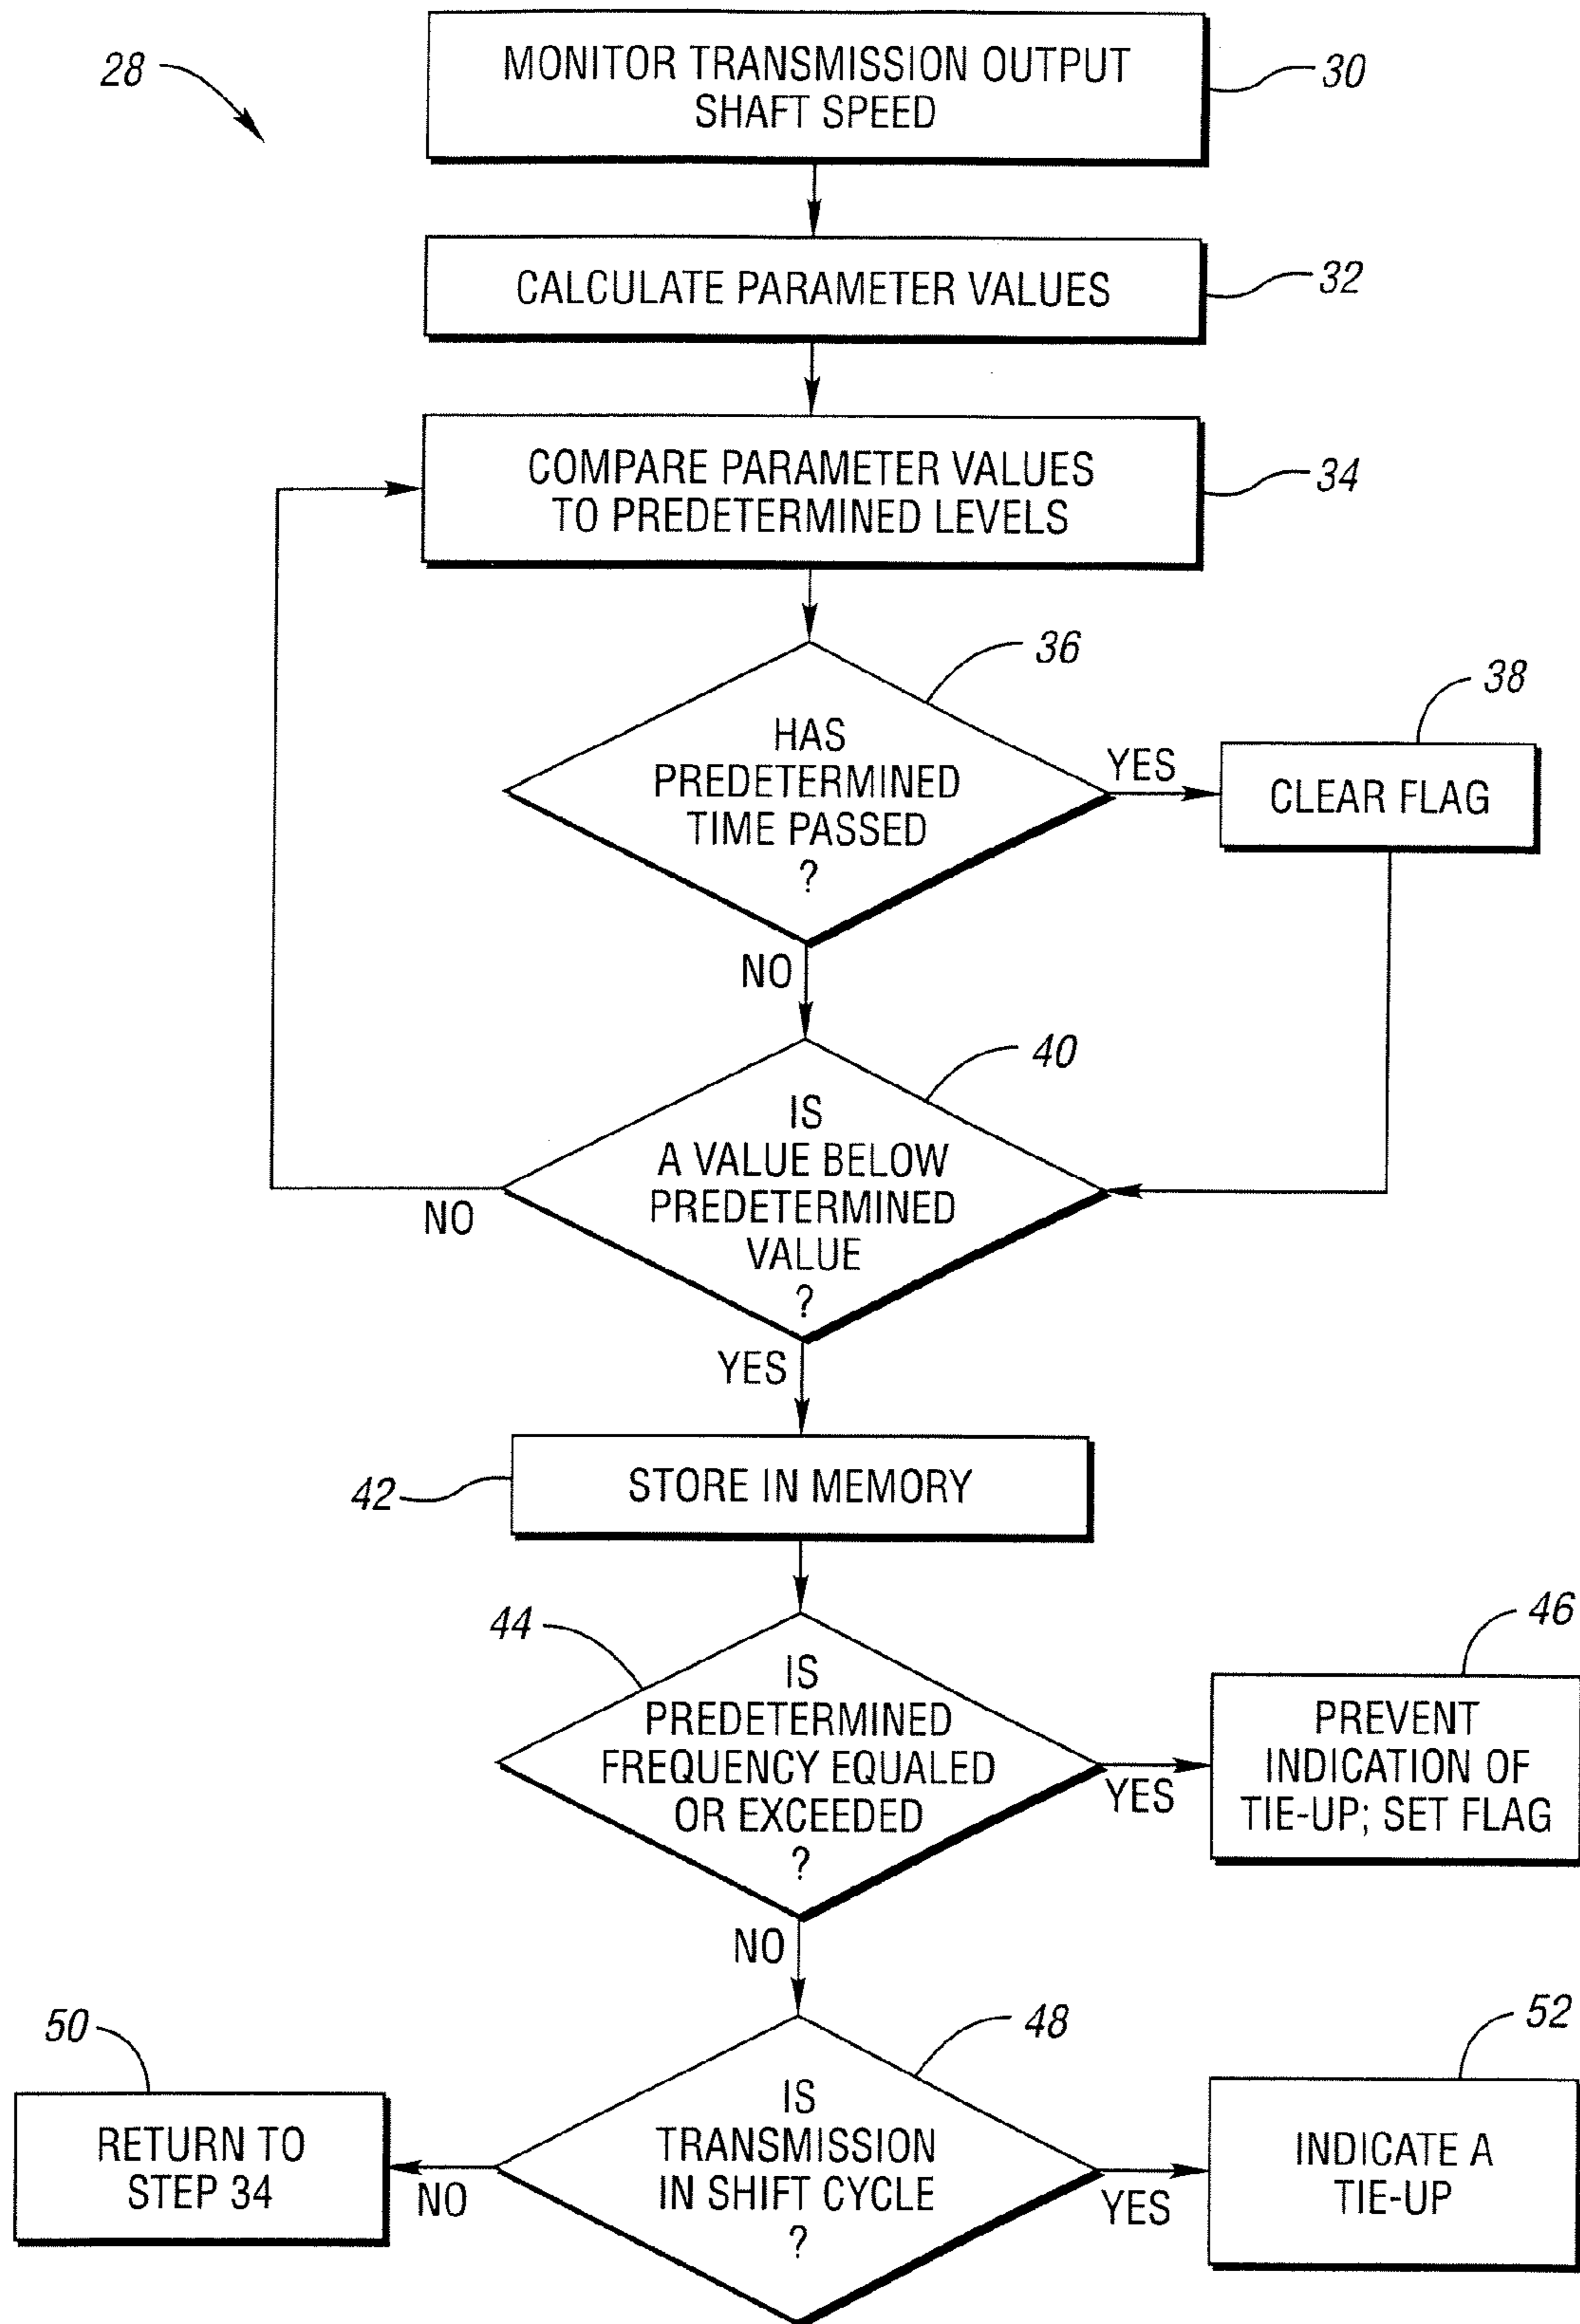 28
MONITOR TRANSMISSION OUTPUT
SHAFT SPEED
30
CALCULATE PARAMETER VALUES
32
COMPARE PARAMETER VALUES
TO PREDETERMINED LEVELS
34
36
HAS
PREDETERMINED
TIME PASSED
?
YES
38
CLEAR FLAG
NO
40
IS
A VALUE BELOW
PREDETERMINED
VALUE
?
NO
YES
42
STORE IN MEMORY
44
IS
PREDETERMINED
FREQUENCY EQUALED
OR EXCEEDED
?
YES
46
PREVENT
INDICATION OF
TIE-UP; SET FLAG
NO
48
IS
TRANSMISSION
IN SHIFT CYCLE
?
NO
50
RETURN TO
STEP 34
YES
52
INDICATE A
TIE-UP